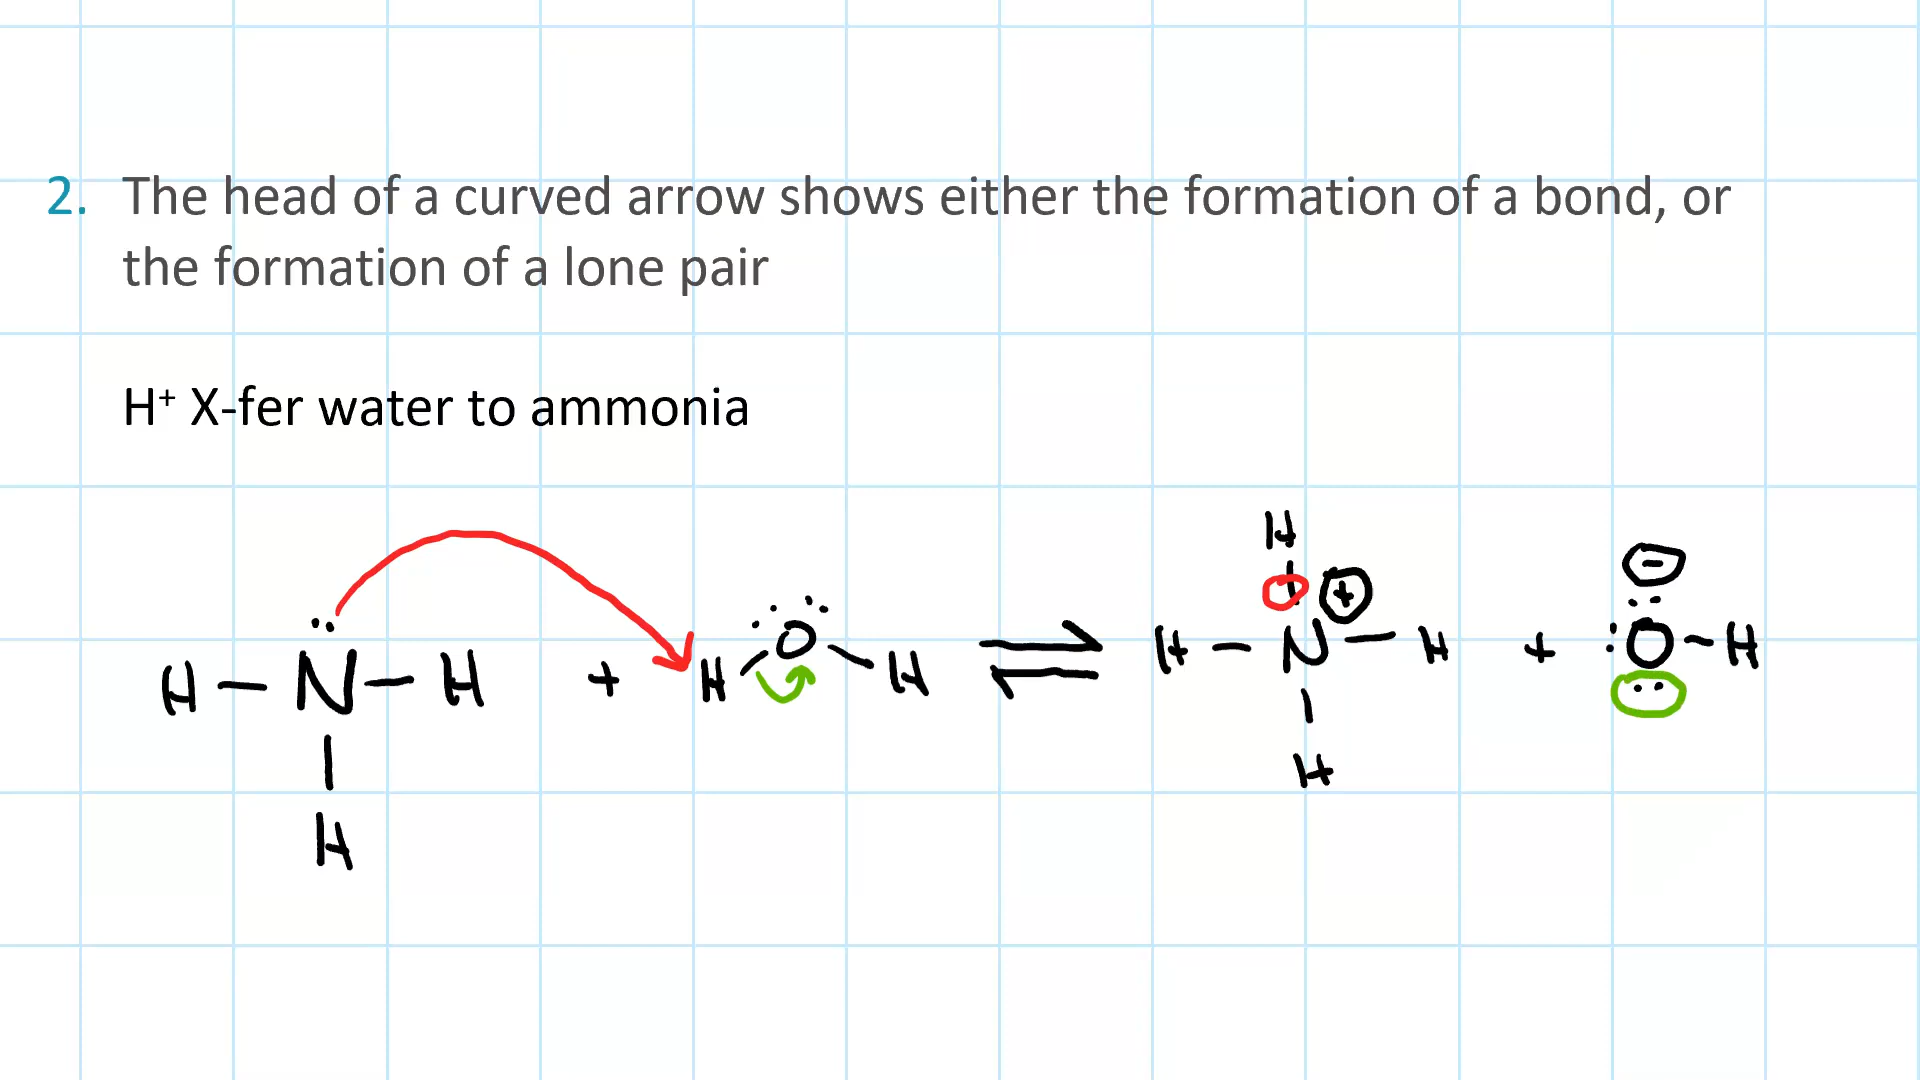 2. The head of a curved arrow shows either the formation of a bond, or
the formation of a lone pair
H⁺ X-fer water to ammonia
H
H – N – H + H O H ⇌ H – N ⊕ – H + :O – H ⊖
H
H